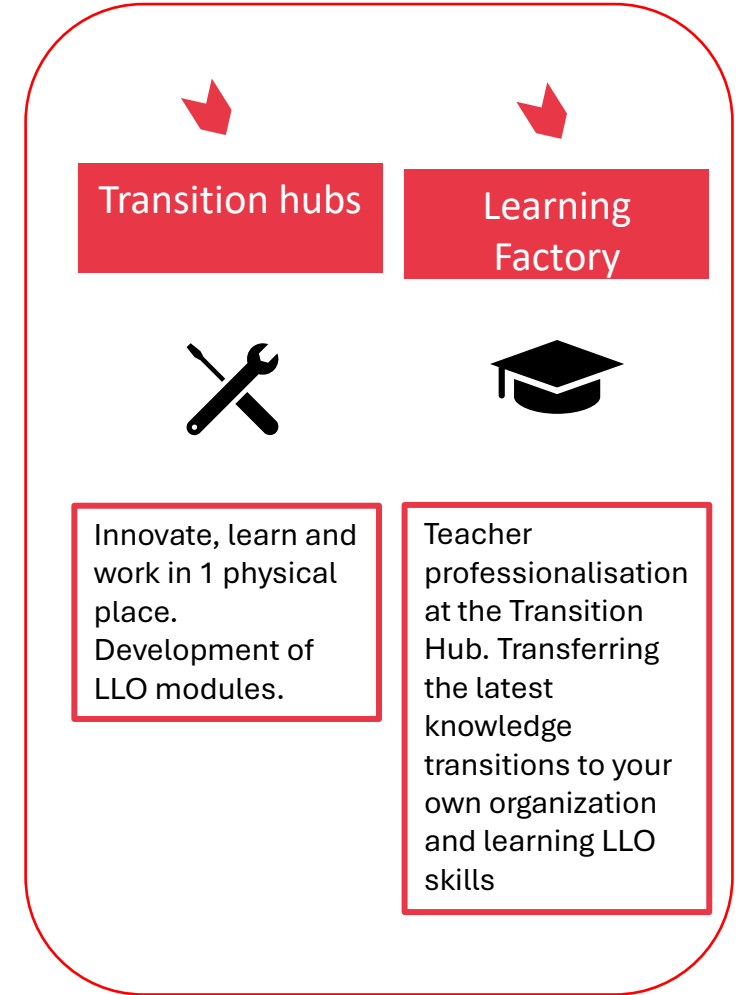 Transition hubs
Learning
Factory
Innovate, learn and
work in 1 physical
place.
Development of
LLO modules.
Teacher
professionalisation
at the Transition
Hub. Transferring
the latest
knowledge
transitions to your
own organization
and learning LLO
skills